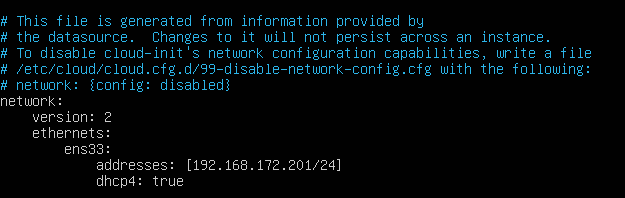 # This file is generated from information provided by
# the datasource.  Changes to it will not persist across an instance.
# To disable cloud-init's network configuration capabilities, write a file
# /etc/cloud/cloud.cfg.d/99-disable-network-config.cfg with the following:
# network: {config: disabled}
network:
    version: 2
    ethernets:
        ens33:
            addresses: [192.168.172.201/24]
            dhcp4: true